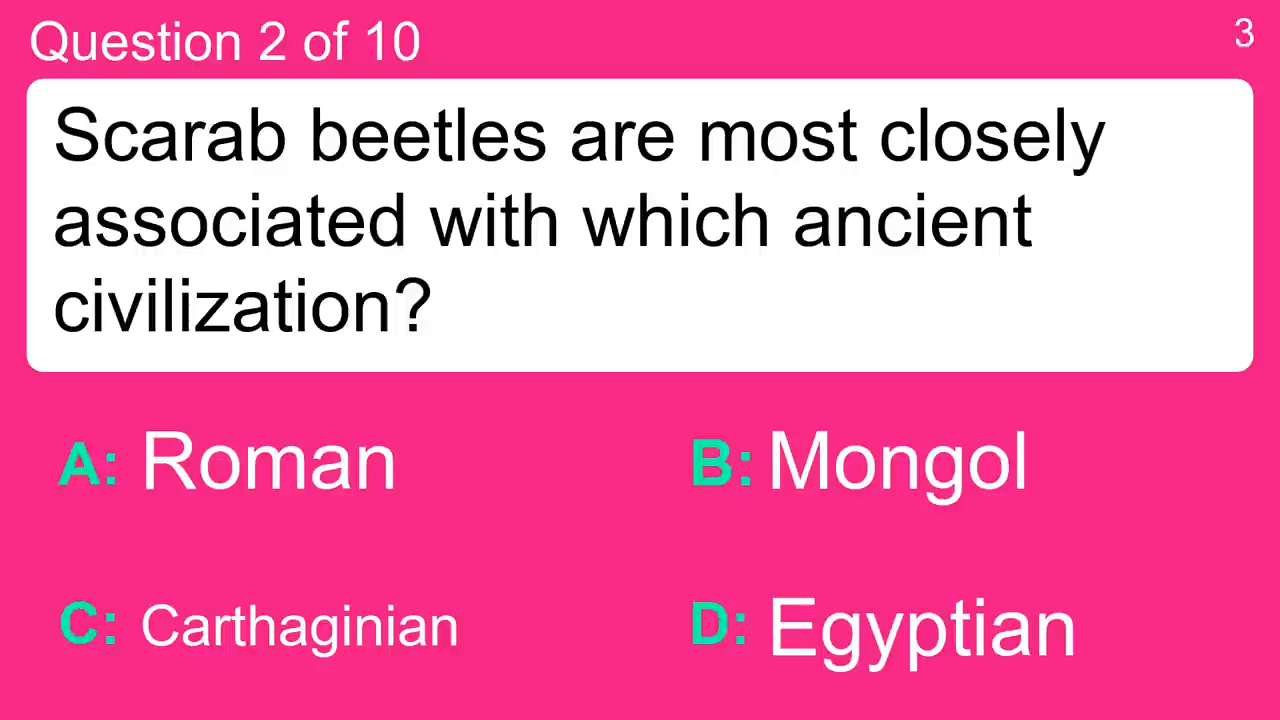 Question 2 of 10
3
Scarab beetles are most closely
associated with which ancient
civilization?
A: Roman
B: Mongol
C: Carthaginian
D: Egyptian